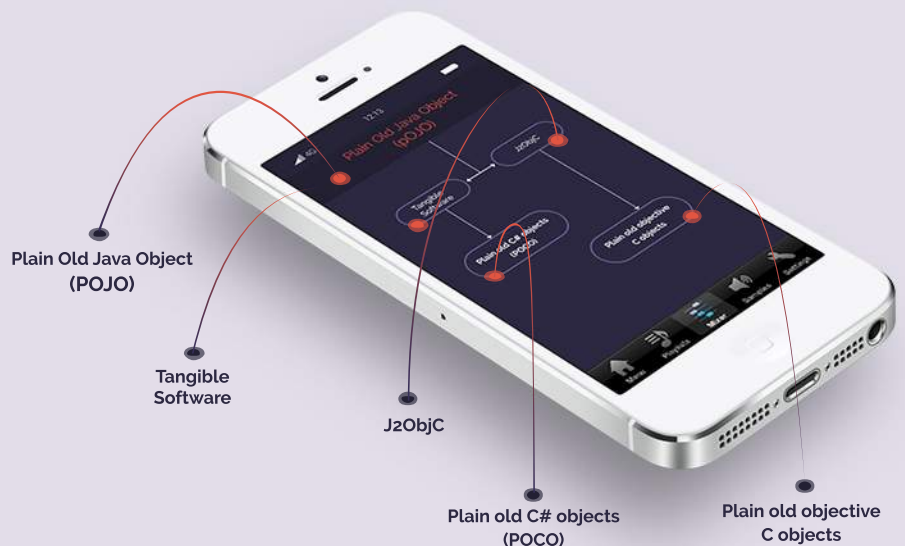 4G
12:13
Plain Old Java Object
(POJO)
J2ObjC
Tangible
Software
Plain old C# objects
(POCO)
Plain old objective
C objects
Menu
Playlists
Mixer
Samples
Settings
Plain Old Java Object
(POJO)
Tangible
Software
J2ObjC
Plain old C# objects
(POCO)
Plain old objective
C objects